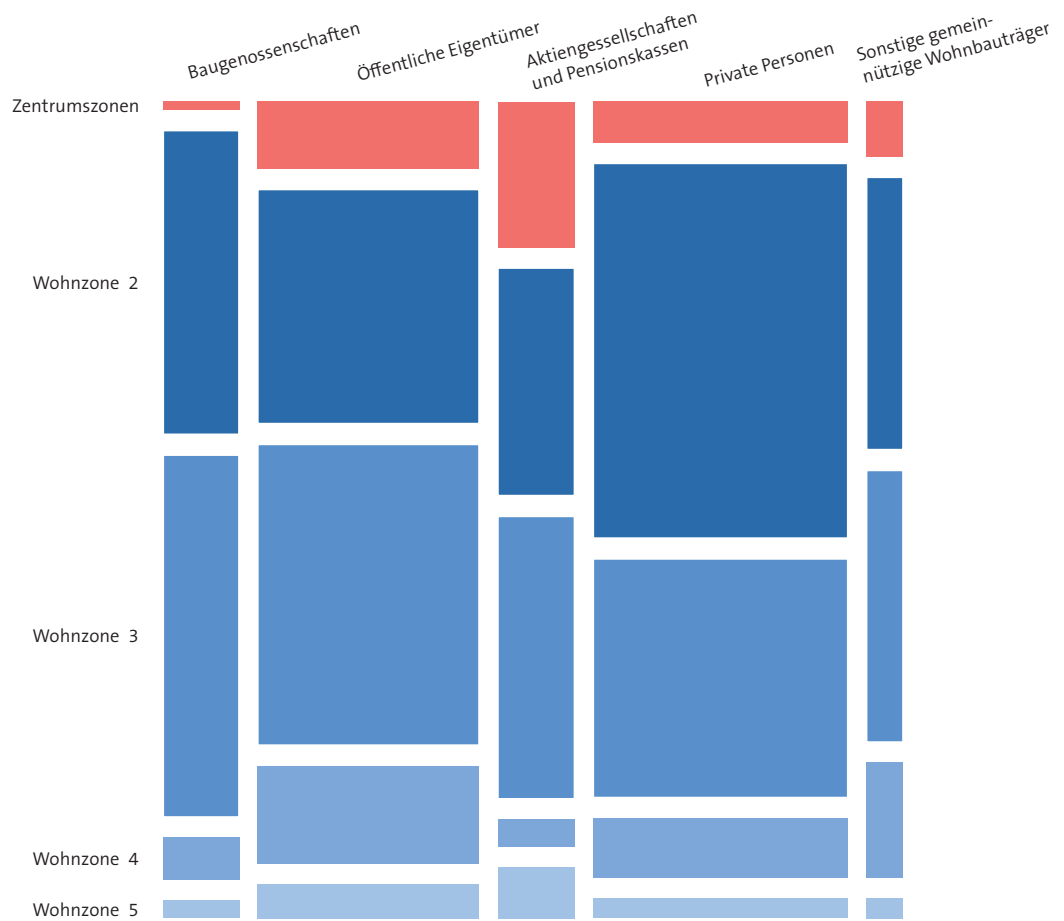 Baugenossenschaften
Öffentliche Eigentümer
Aktiengessellschaften
und Pensionskassen
Private Personen
Sonstige gemein-
nützige Wohnbauträger
Zentrumszonen
Wohnzone 2
Wohnzone 3
Wohnzone 4
Wohnzone 5